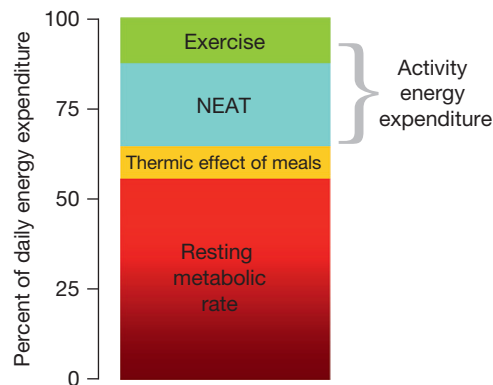 Percent of daily energy expenditure
100
75
50
25
0
Exercise
NEAT
Thermic effect of meals
Resting
metabolic
rate
Activity
energy
expenditure